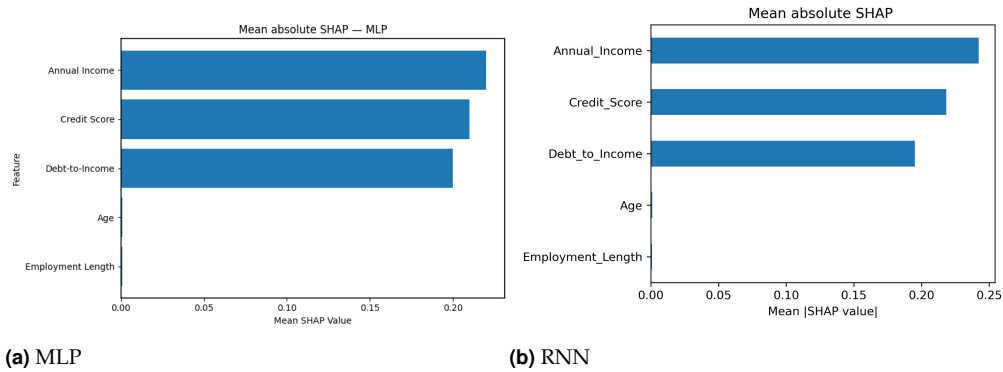 Mean absolute SHAP — MLP
Feature
Annual Income
Credit Score
Debt-to-Income
Age
Employment Length
0.00 0.05 0.10 0.15 0.20
Mean SHAP Value
(a) MLP
Mean absolute SHAP
Annual_Income
Credit_Score
Debt_to_Income
Age
Employment_Length
0.00 0.05 0.10 0.15 0.20 0.25
Mean |SHAP value|
(b) RNN